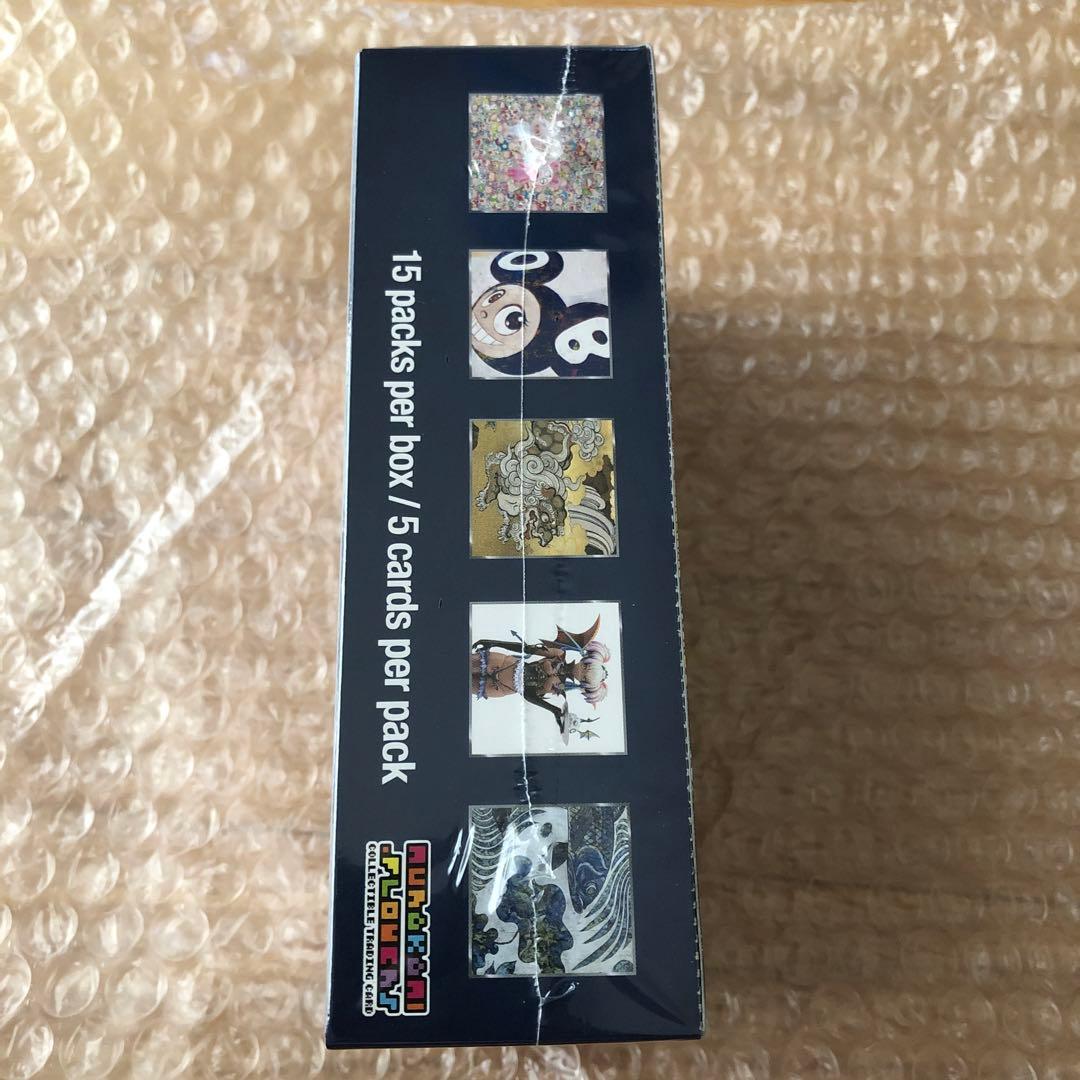 15 packs per box / 5 cards per pack
MURAKAMI
.FLOWERS
COLLECTIBLE TRADING CARD